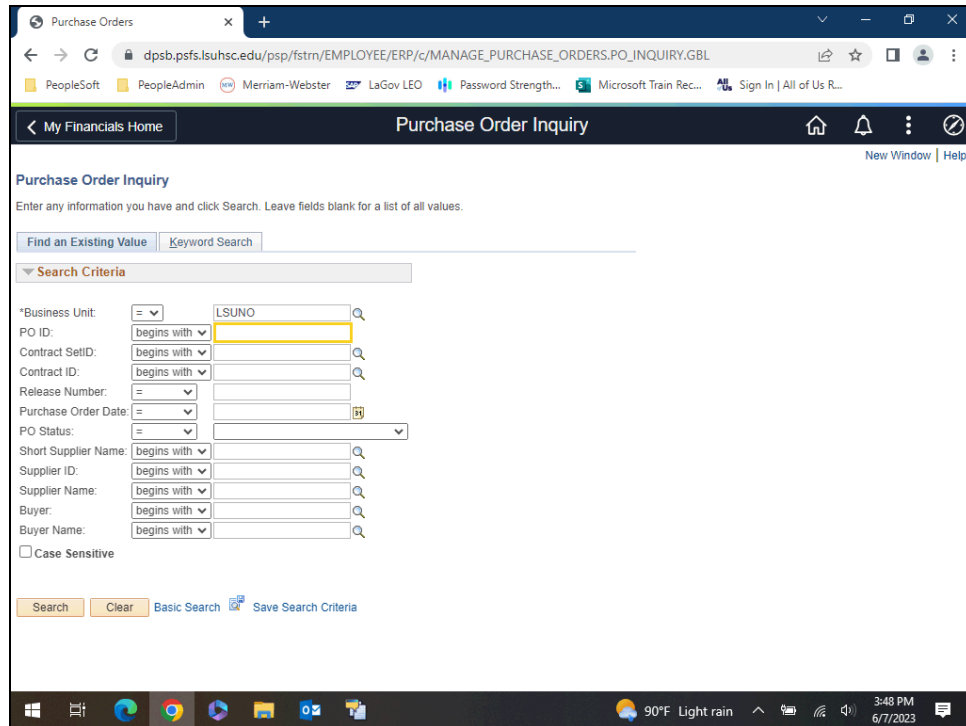 Purchase Orders
dpsb.psfs.lsuhsc.edu/psp/fstrn/EMPLOYEE/ERP/c/MANAGE_PURCHASE_ORDERS.PO_INQUIRY.GBL
PeopleSoft PeopleAdmin Merriam-Webster LaGov LEO Password Strength... Microsoft Train Rec... Sign In | All of Us R...
My Financials Home Purchase Order Inquiry
New Window | Help
Purchase Order Inquiry
Enter any information you have and click Search. Leave fields blank for a list of all values.
Find an Existing Value Keyword Search
Search Criteria
*Business Unit: = LSUNO
PO ID: begins with
Contract SetID: begins with
Contract ID: begins with
Release Number: =
Purchase Order Date: = 31
PO Status: =
Short Supplier Name: begins with
Supplier ID: begins with
Supplier Name: begins with
Buyer: begins with
Buyer Name: begins with
Case Sensitive
Search Clear Basic Search Save Search Criteria
90°F Light rain 3:48 PM
6/7/2023